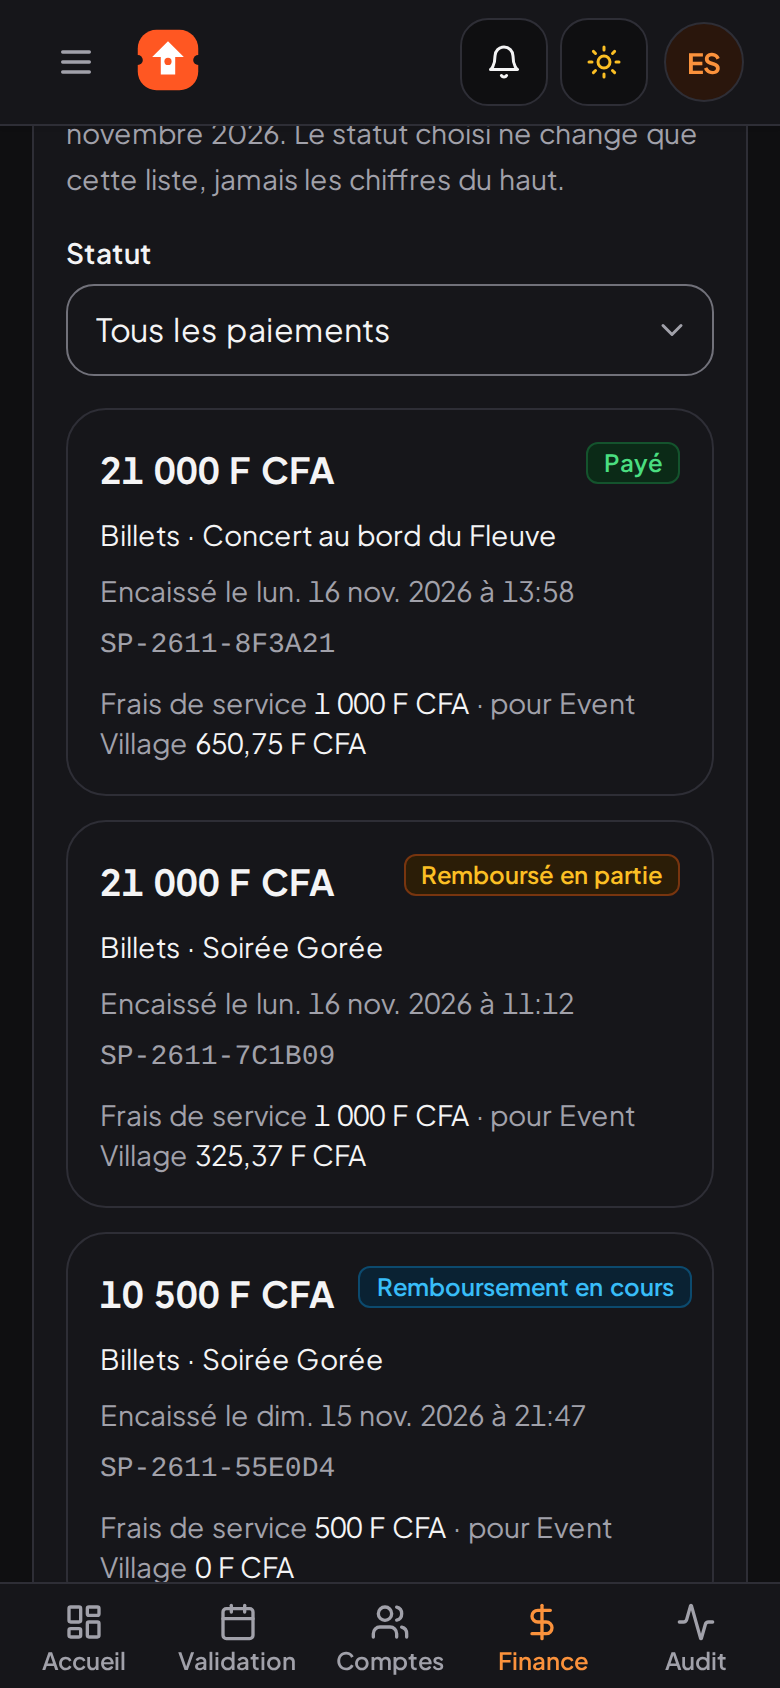 ES
novembre 2026. Le statut choisi ne change que
cette liste, jamais les chiffres du haut.
Statut
Tous les paiements
21 000 F CFA
Payé
Billets · Concert au bord du Fleuve
Encaissé le lun. 16 nov. 2026 à 13:58
SP-2611-8F3A21
Frais de service 1 000 F CFA · pour Event
Village 650,75 F CFA
21 000 F CFA
Remboursé en partie
Billets · Soirée Gorée
Encaissé le lun. 16 nov. 2026 à 11:12
SP-2611-7C1B09
Frais de service 1 000 F CFA · pour Event
Village 325,37 F CFA
10 500 F CFA
Remboursement en cours
Billets · Soirée Gorée
Encaissé le dim. 15 nov. 2026 à 21:47
SP-2611-55E0D4
Frais de service 500 F CFA · pour Event
Village 0 F CFA
Accueil
Validation
Comptes
Finance
Audit